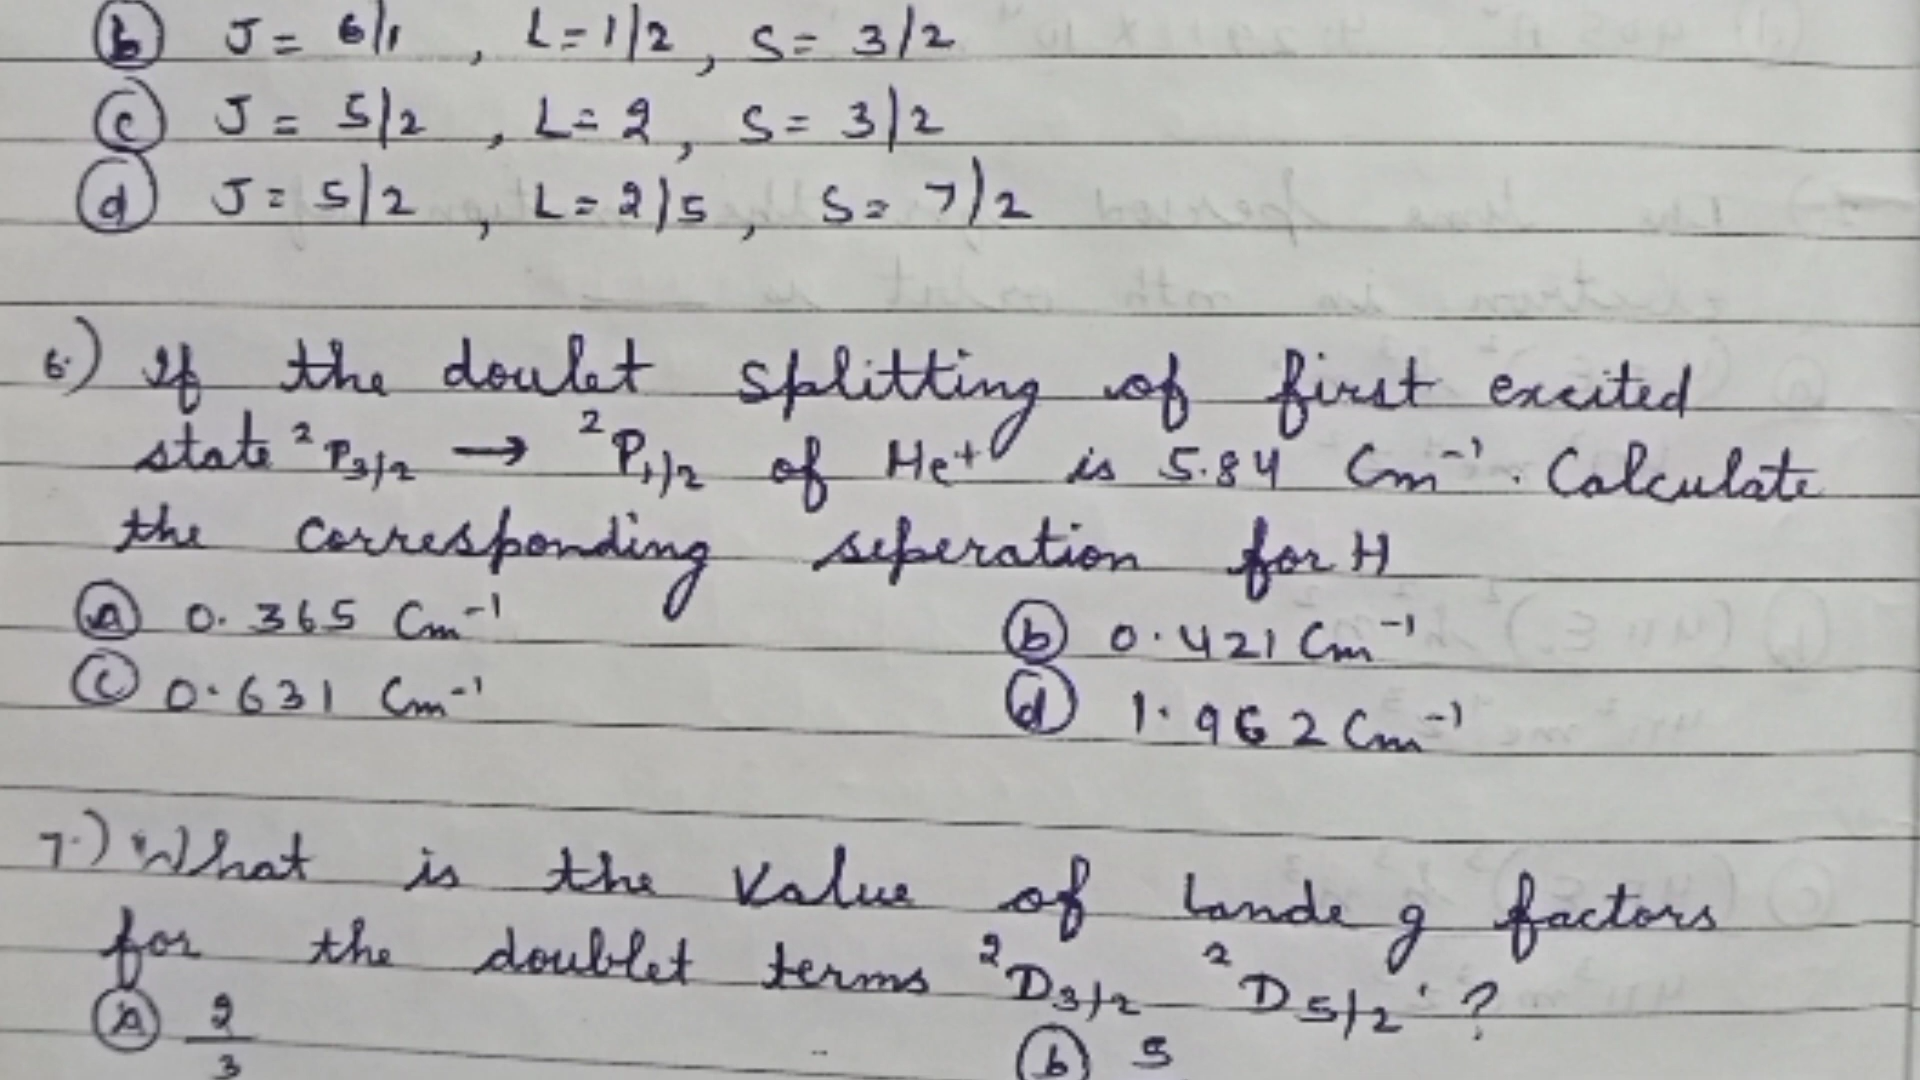 (b) J = 6/1, L = 1/2, S = 3/2
(c) J = 5/2, L = 2, S = 3/2
(d) J = 5/2, L = 2/5, S = 7/2
6.) If the doulet splitting of first excited
state ²P3/2 → ²P1/2 of He+ is 5.84 Cm⁻¹. Calculate
the corresponding seperation for H
(a) 0.365 Cm⁻¹ (b) 0.421 Cm⁻¹
(c) 0.631 Cm⁻¹ (d) 1.962 Cm⁻¹
7.) What is the Value of Lande g factors
for the doublet terms ²D3/2 ²D5/2 ?
(A) 2/3 (b) 5